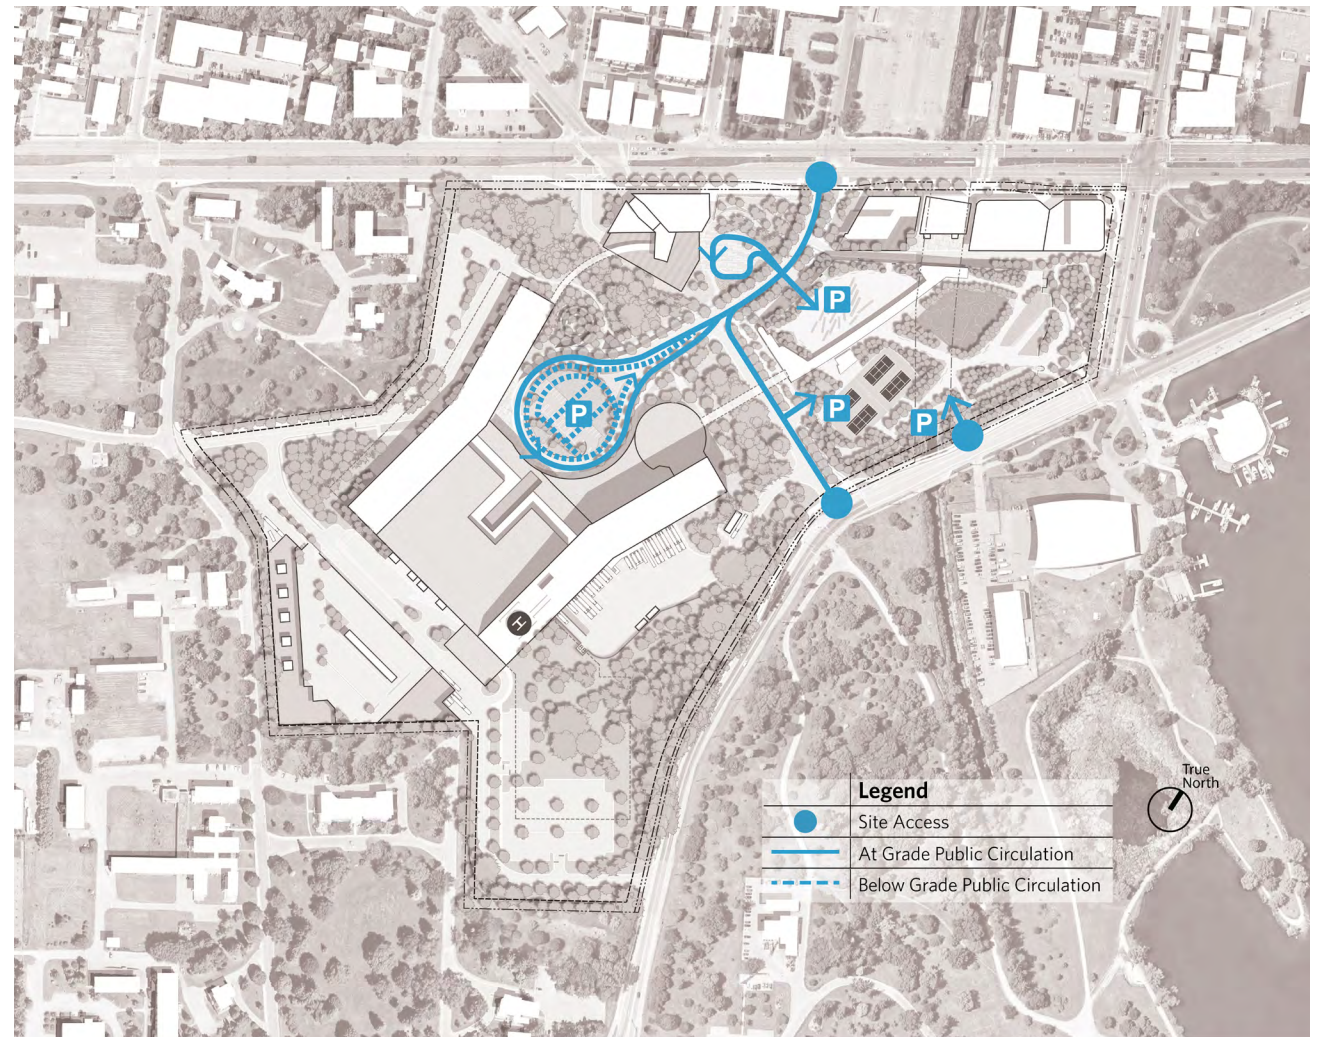 P
P
P
P
H
True
North
Legend
Site Access
At Grade Public Circulation
Below Grade Public Circulation